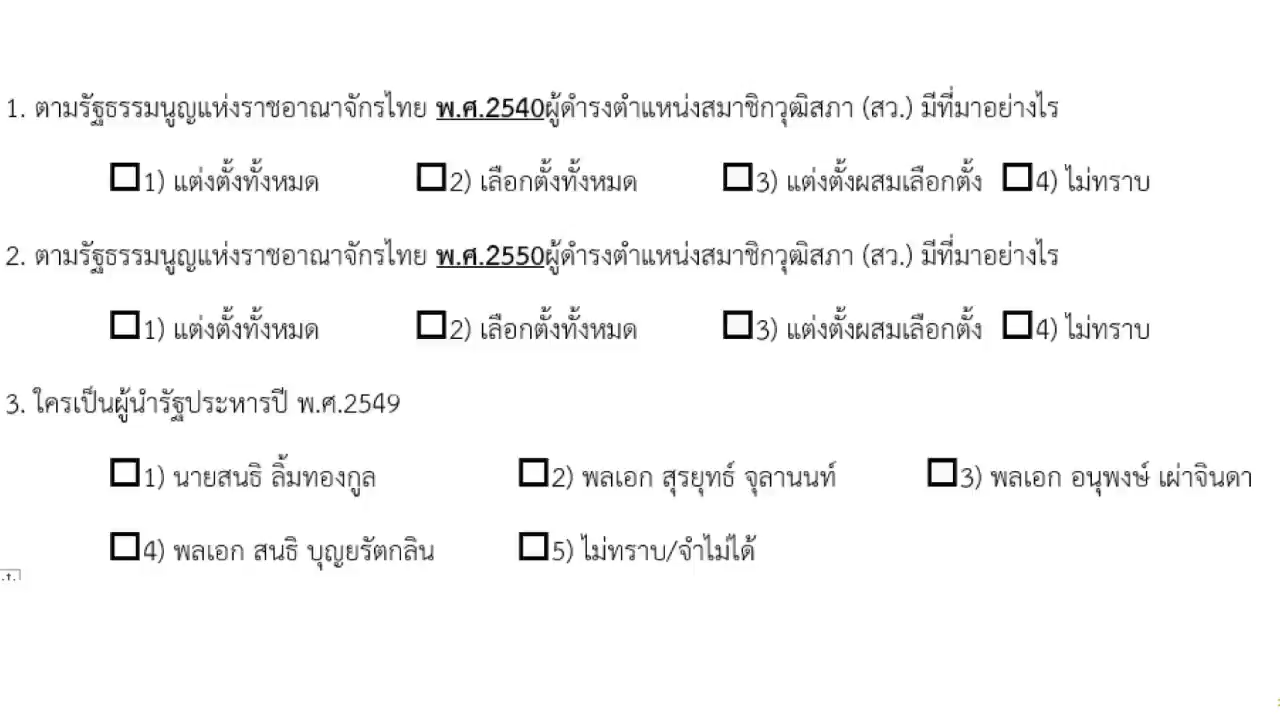 1. ตามรัฐธรรมนูญแห่งราชอาณาจักรไทย พ.ศ.2540ผู้ดำรงตำแหน่งสมาชิกวุฒิสภา (สว.) มีที่มาอย่างไร
1) แต่งตั้งทั้งหมด 2) เลือกตั้งทั้งหมด 3) แต่งตั้งผสมเลือกตั้ง 4) ไม่ทราบ
2. ตามรัฐธรรมนูญแห่งราชอาณาจักรไทย พ.ศ.2550ผู้ดำรงตำแหน่งสมาชิกวุฒิสภา (สว.) มีที่มาอย่างไร
1) แต่งตั้งทั้งหมด 2) เลือกตั้งทั้งหมด 3) แต่งตั้งผสมเลือกตั้ง 4) ไม่ทราบ
3. ใครเป็นผู้นำรัฐประหารปี พ.ศ.2549
1) นายสนธิ ลิ้มทองกูล 2) พลเอก สุรยุทธ์ จุลานนท์ 3) พลเอก อนุพงษ์ เผ่าจินดา
4) พลเอก สนธิ บุญยรัตกลิน 5) ไม่ทราบ/จำไม่ได้